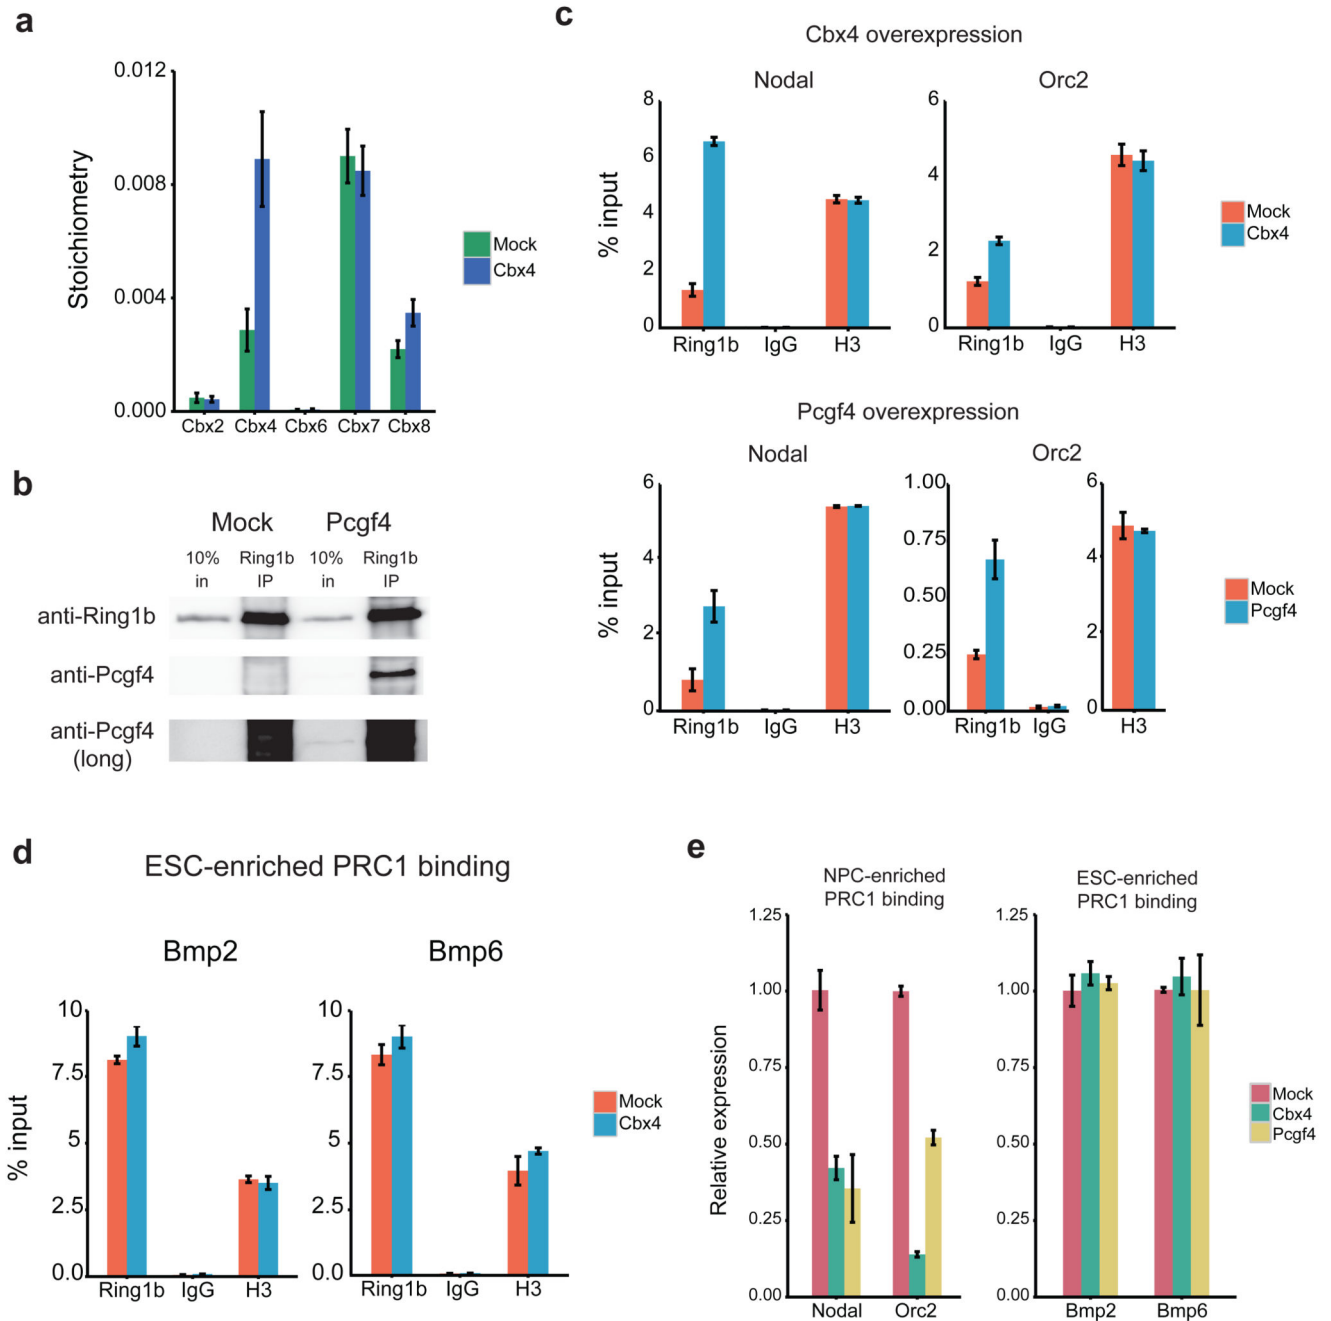 a
0.012
0.008
0.004
0.000
Stoichiometry
Cbx2 Cbx4 Cbx6 Cbx7 Cbx8
Mock
Cbx4
b
Mock Pcgf4
10% Ring1b 10% Ring1b
in IP in IP
anti-Ring1b
anti-Pcgf4
anti-Pcgf4
(long)
c
Cbx4 overexpression
Nodal
8
6
4
2
0
% input
Ring1b IgG H3
Orc2
6
4
2
0
Ring1b IgG H3
Mock
Cbx4
Pcgf4 overexpression
Nodal
6
4
2
0
% input
Ring1b IgG H3
Orc2
1.00
0.75
0.50
0.25
0.00
Ring1b IgG
6
4
2
0
H3
Mock
Pcgf4
d
ESC-enriched PRC1 binding
Bmp2
10
7.5
5
2.5
0.0
% input
Ring1b IgG H3
Bmp6
10
7.5
5
2.5
0.0
Ring1b IgG H3
Mock
Cbx4
e
NPC-enriched
PRC1 binding
1.25
1.00
0.75
0.50
0.25
0.00
Relative expression
Nodal Orc2
ESC-enriched
PRC1 binding
1.25
1.00
0.75
0.50
0.25
0.00
Bmp2 Bmp6
Mock
Cbx4
Pcgf4